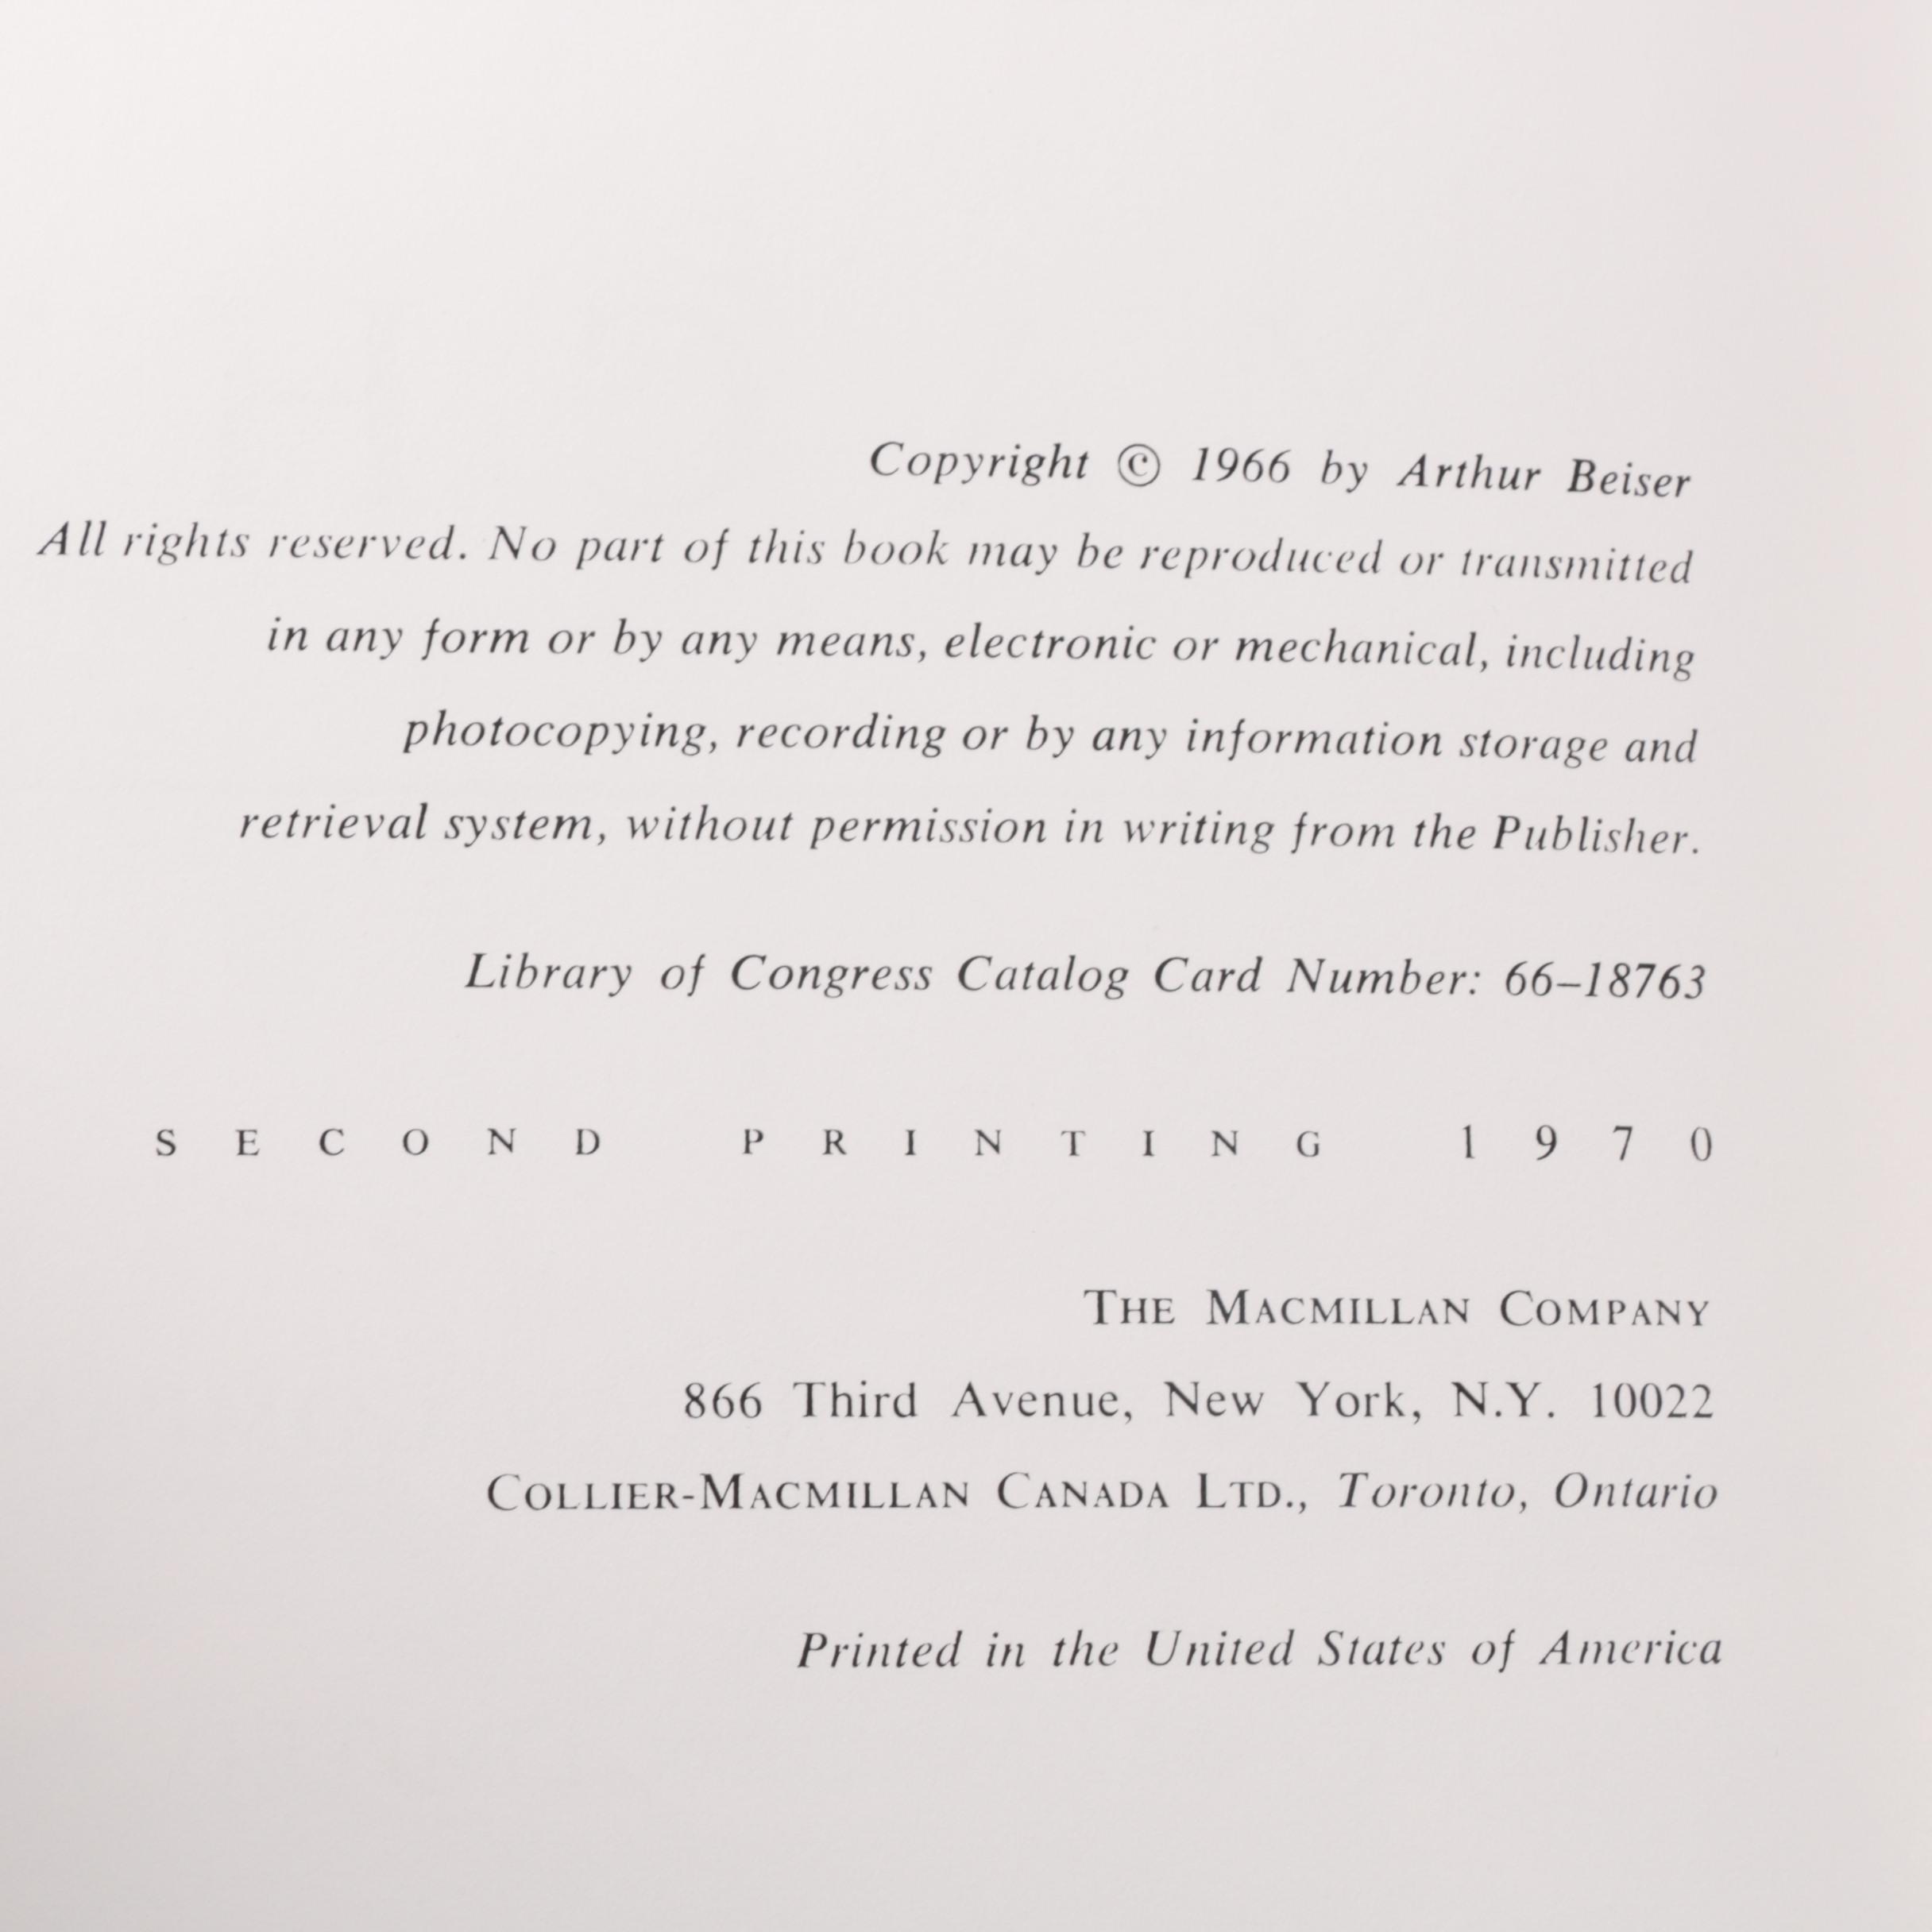 Copyright © 1966 by Arthur Beiser
All rights reserved. No part of this book may be reproduced or transmitted
in any form or by any means, electronic or mechanical, including
photocopying, recording or by any information storage and
retrieval system, without permission in writing from the Publisher.
Library of Congress Catalog Card Number: 66–18763
SECOND PRINTING 1970
THE MACMILLAN COMPANY
866 Third Avenue, New York, N.Y. 10022
COLLIER-MACMILLAN CANADA LTD., Toronto, Ontario
Printed in the United States of America